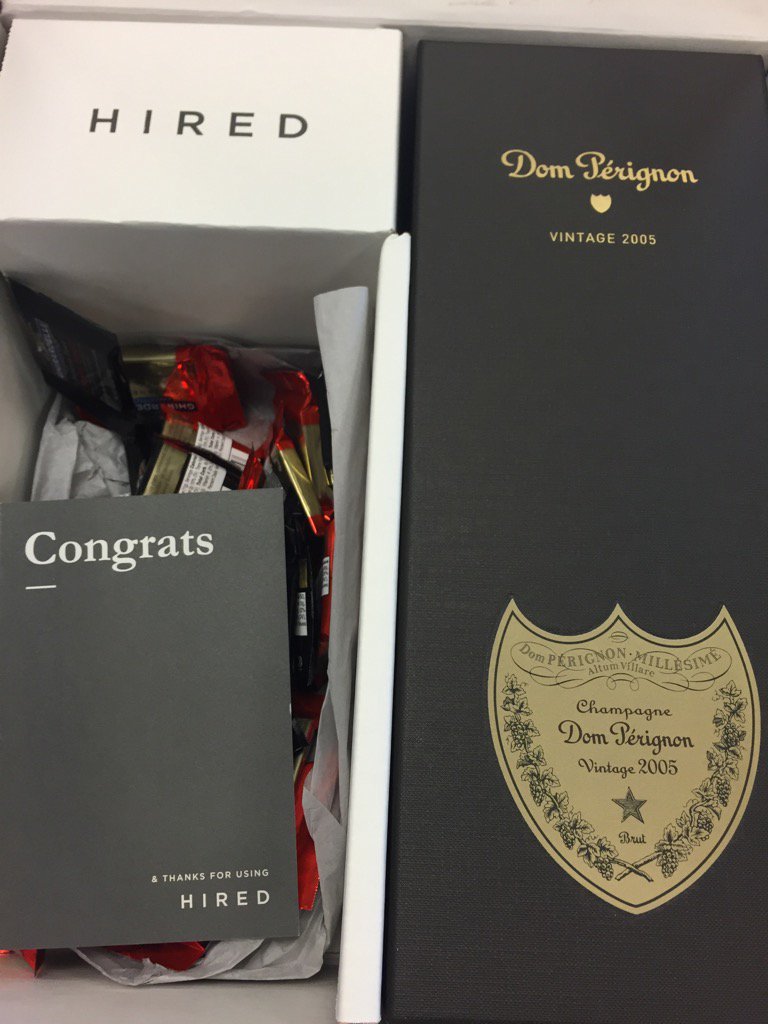 HIRED
Dom Pérignon
VINTAGE 2005
Congrats
& THANKS FOR USING
HIRED
Dom PÉRIGNON • MILLÉSIMÉ
Altum Villare
Champagne
Dom Pérignon
Vintage 2005
Brut